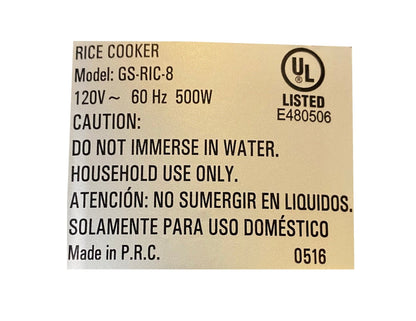 RICE COOKER
Model: GS-RIC-8
120V~ 60 Hz 500W
UL
LISTED
E480506
CAUTION:
DO NOT IMMERSE IN WATER.
HOUSEHOLD USE ONLY.
ATENCIÓN: NO SUMERGIR EN LIQUIDOS.
SOLAMENTE PARA USO DOMÉSTICO
Made in P.R.C. 0516